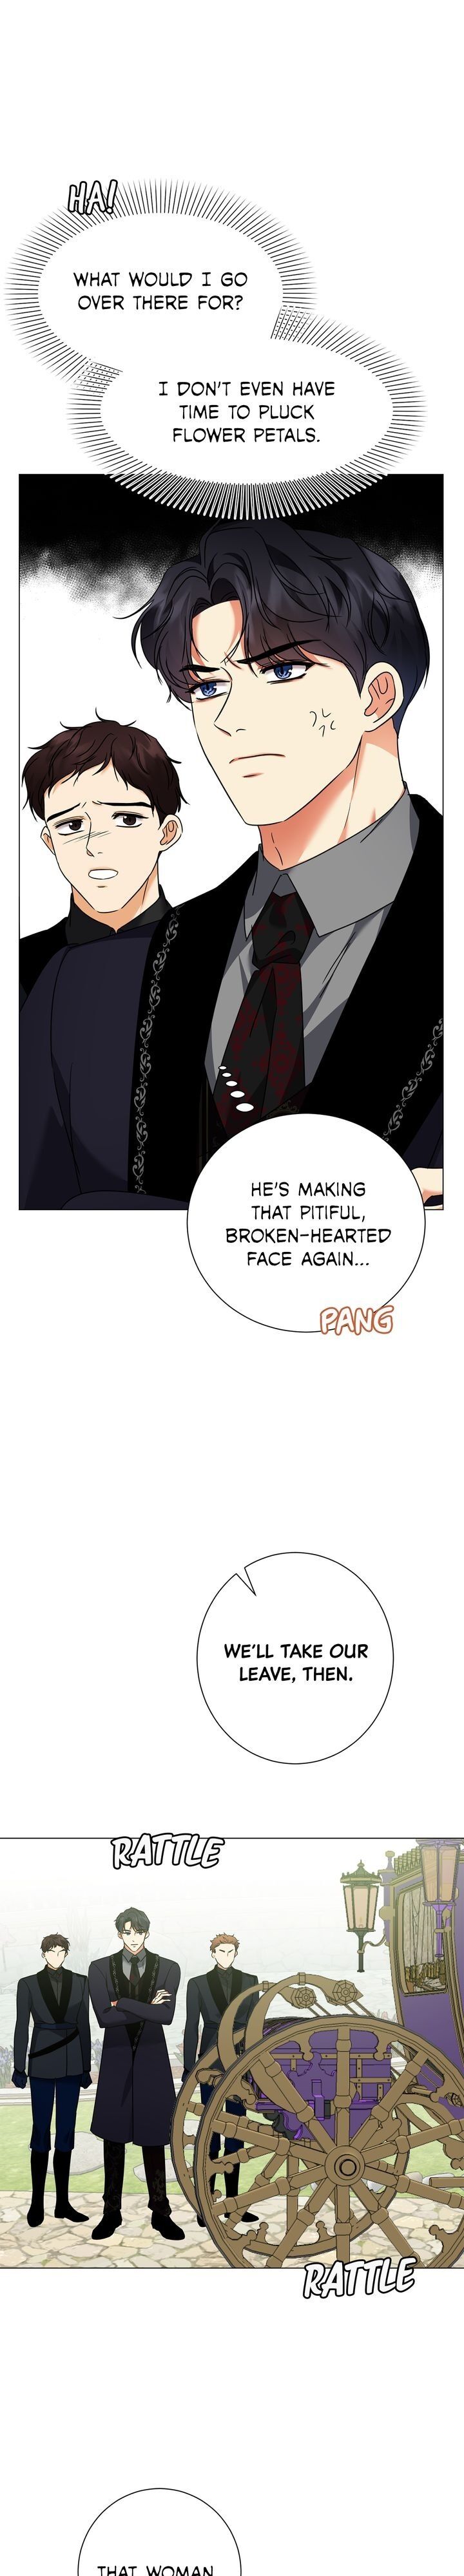 HA!
WHAT WOULD I GO
OVER THERE FOR?
I DON'T EVEN HAVE
TIME TO PLUCK
FLOWER PETALS.
HE'S MAKING
THAT PITIFUL,
BROKEN-HEARTED
FACE AGAIN...
PANG
WE'LL TAKE OUR
LEAVE, THEN.
RATTLE
RATTLE
THAT WOMAN